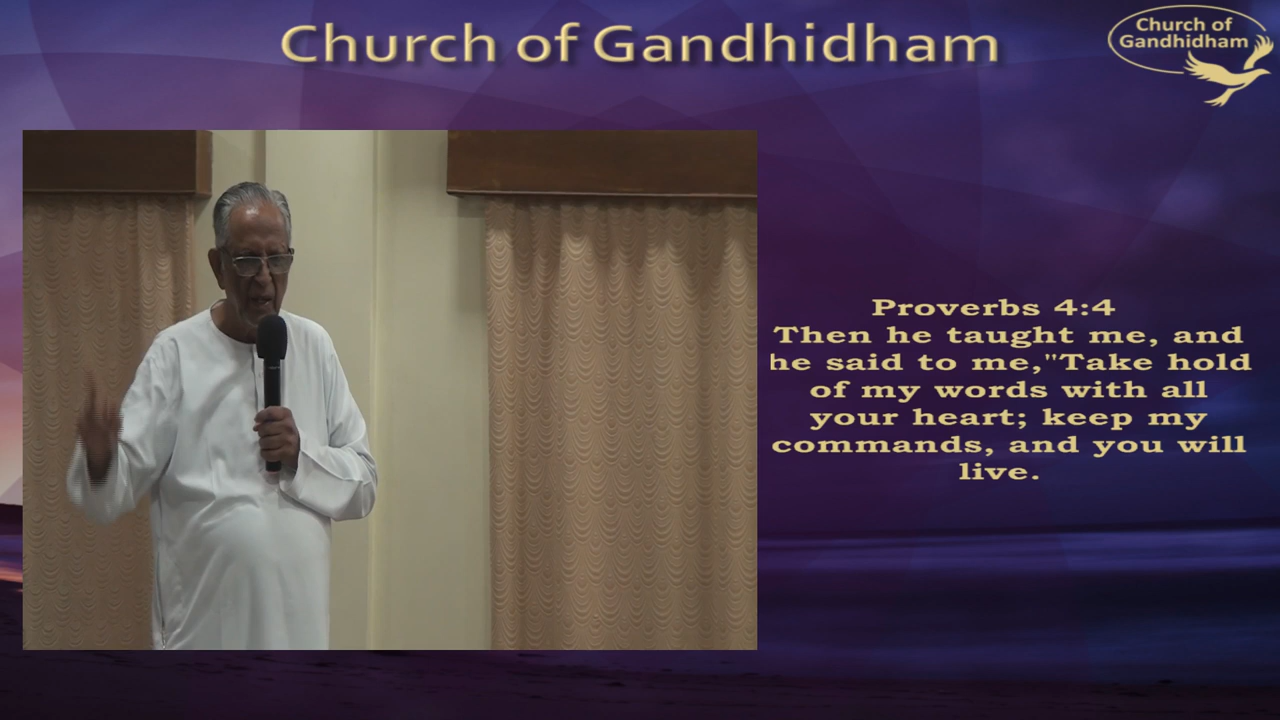 Church of Gandhidham
Church of
Gandhidham
Proverbs 4:4
Then he taught me, and
he said to me,"Take hold
of my words with all
your heart; keep my
commands, and you will
live.